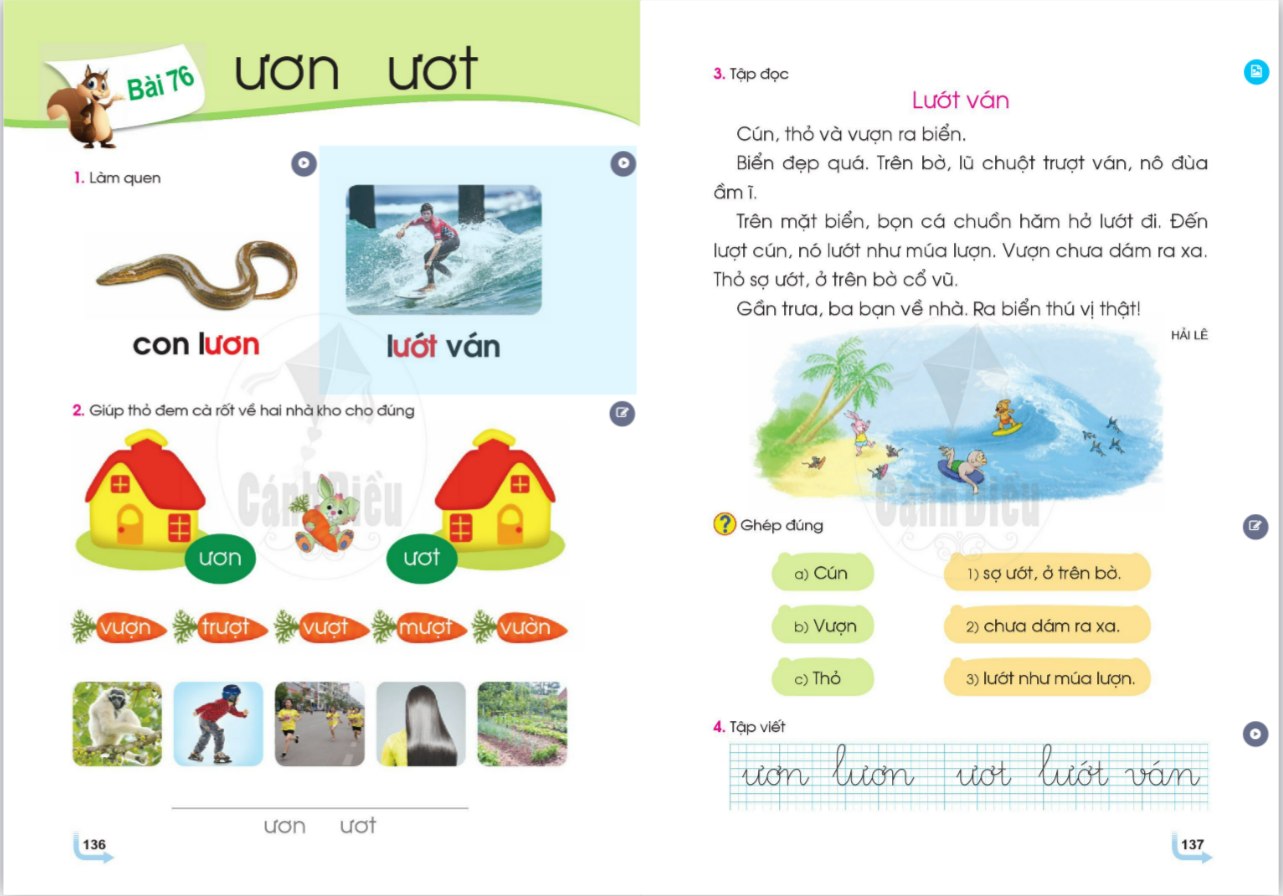 Bài 76
ươn ươt
1. Làm quen
con lươn
lướt ván
2. Giúp thỏ đem cà rốt về hai nhà kho cho đúng
Cánh Diều
ươn
ươt
vượn
trượt
vượt
mượt
vườn
ươn ươt
136
3. Tập đọc
Lướt ván
Cún, thỏ và vượn ra biển.
Biển đẹp quá. Trên bờ, lũ chuột trượt ván, nô đùa
ầm ĩ.
Trên mặt biển, bọn cá chuồn hăm hở lướt đi. Đến
lượt cún, nó lướt như múa lượn. Vượn chưa dám ra xa.
Thỏ sợ ướt, ở trên bờ cổ vũ.
Gần trưa, ba bạn về nhà. Ra biển thú vị thật!
HẢI LÊ
Cánh Diều
? Ghép đúng
a) Cún
1) sợ ướt, ở trên bờ.
b) Vượn
2) chưa dám ra xa.
c) Thỏ
3) lướt như múa lượn.
4. Tập viết
ươn lươn ươt lướt ván
137